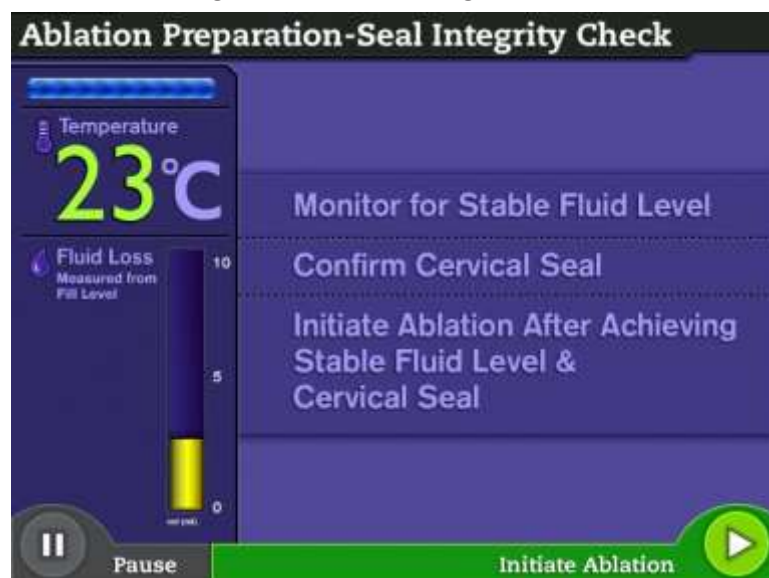 Ablation Preparation-Seal Integrity Check
Temperature
23°C
Fluid Loss
Measured from
Fill Level
10
5
0
Monitor for Stable Fluid Level
Confirm Cervical Seal
Initiate Ablation After Achieving
Stable Fluid Level &
Cervical Seal
Pause
Initiate Ablation